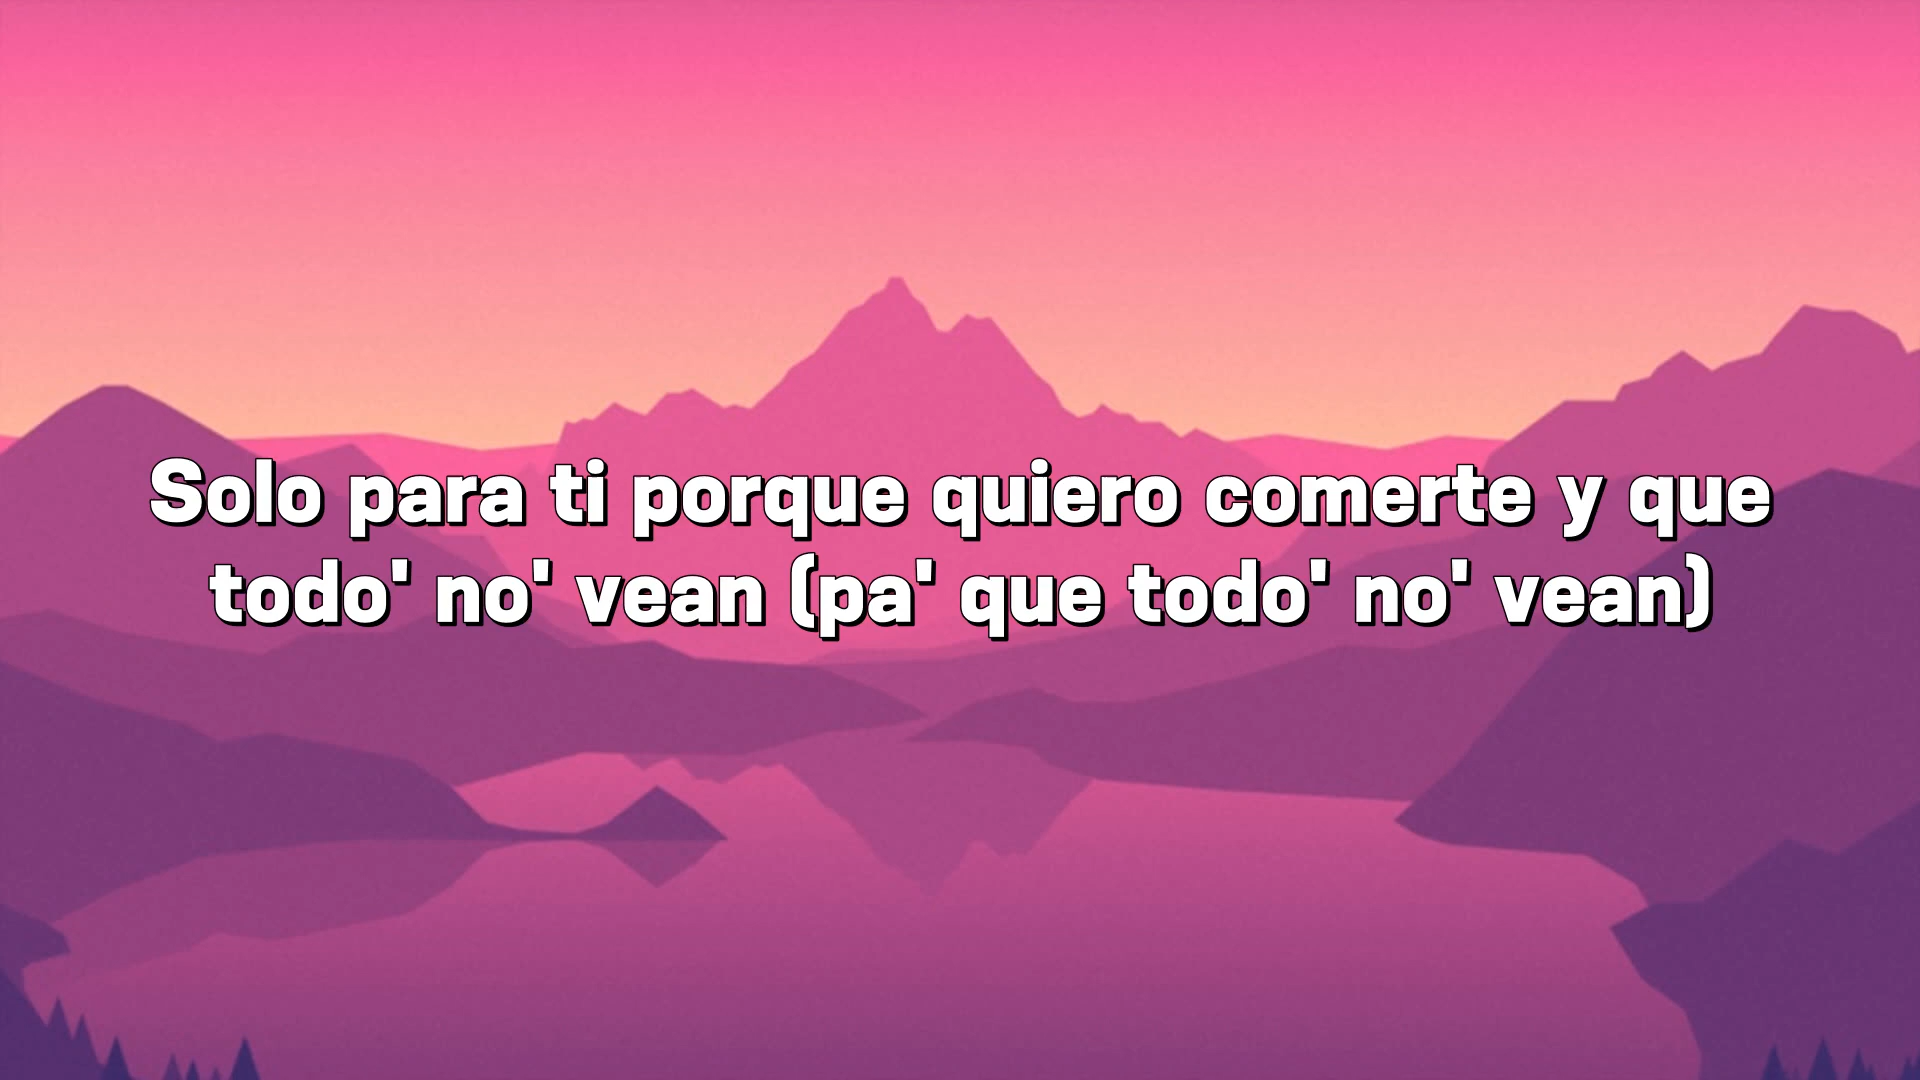 Solo para ti porque quiero comerte y que
todo' no' vean (pa' que todo' no' vean)